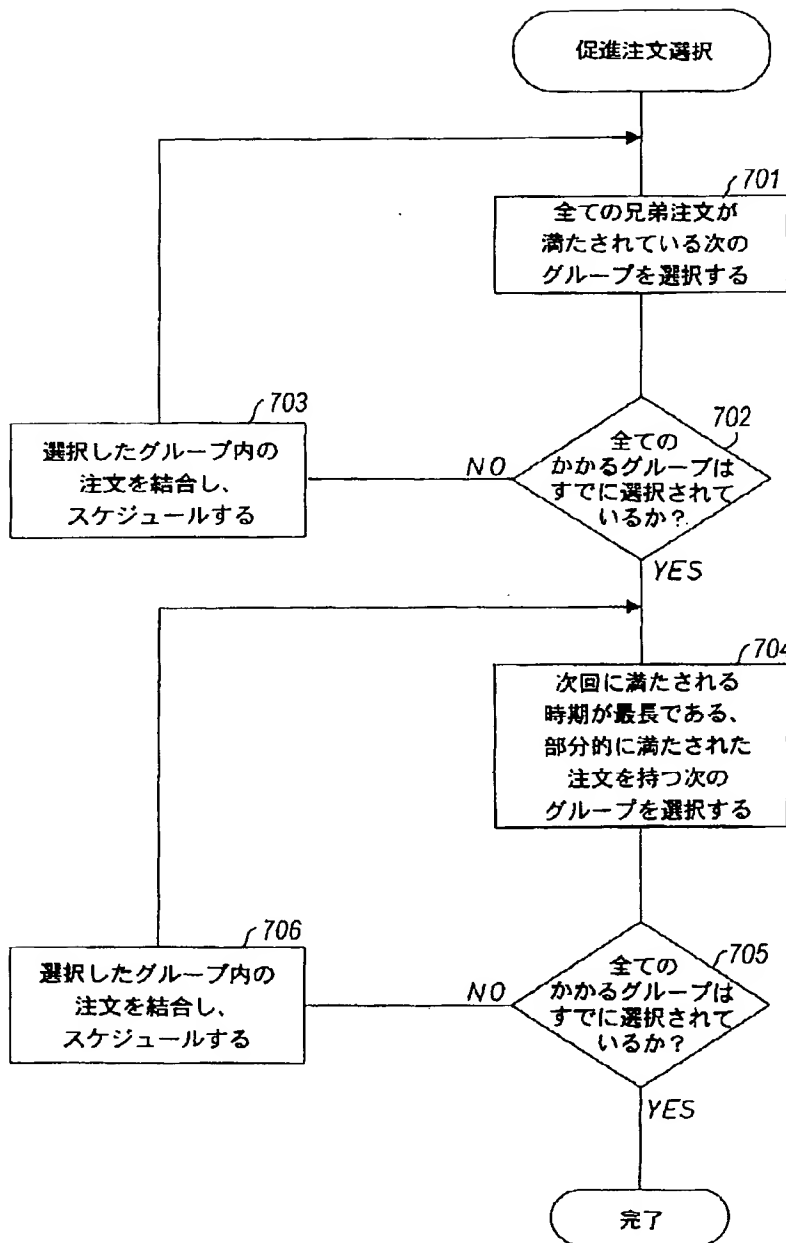 促進注文選択
701
全ての兄弟注文が
満たされている次の
グループを選択する
703
選択したグループ内の
注文を結合し、
スケジュールする
NO
702
全ての
かかるグループは
すでに選択されて
いるか？
YES
704
次回に満たされる
時期が最長である、
部分的に満たされた
注文を持つ次の
グループを選択する
706
選択したグループ内の
注文を結合し、
スケジュールする
NO
705
全ての
かかるグループは
すでに選択されて
いるか？
YES
完了